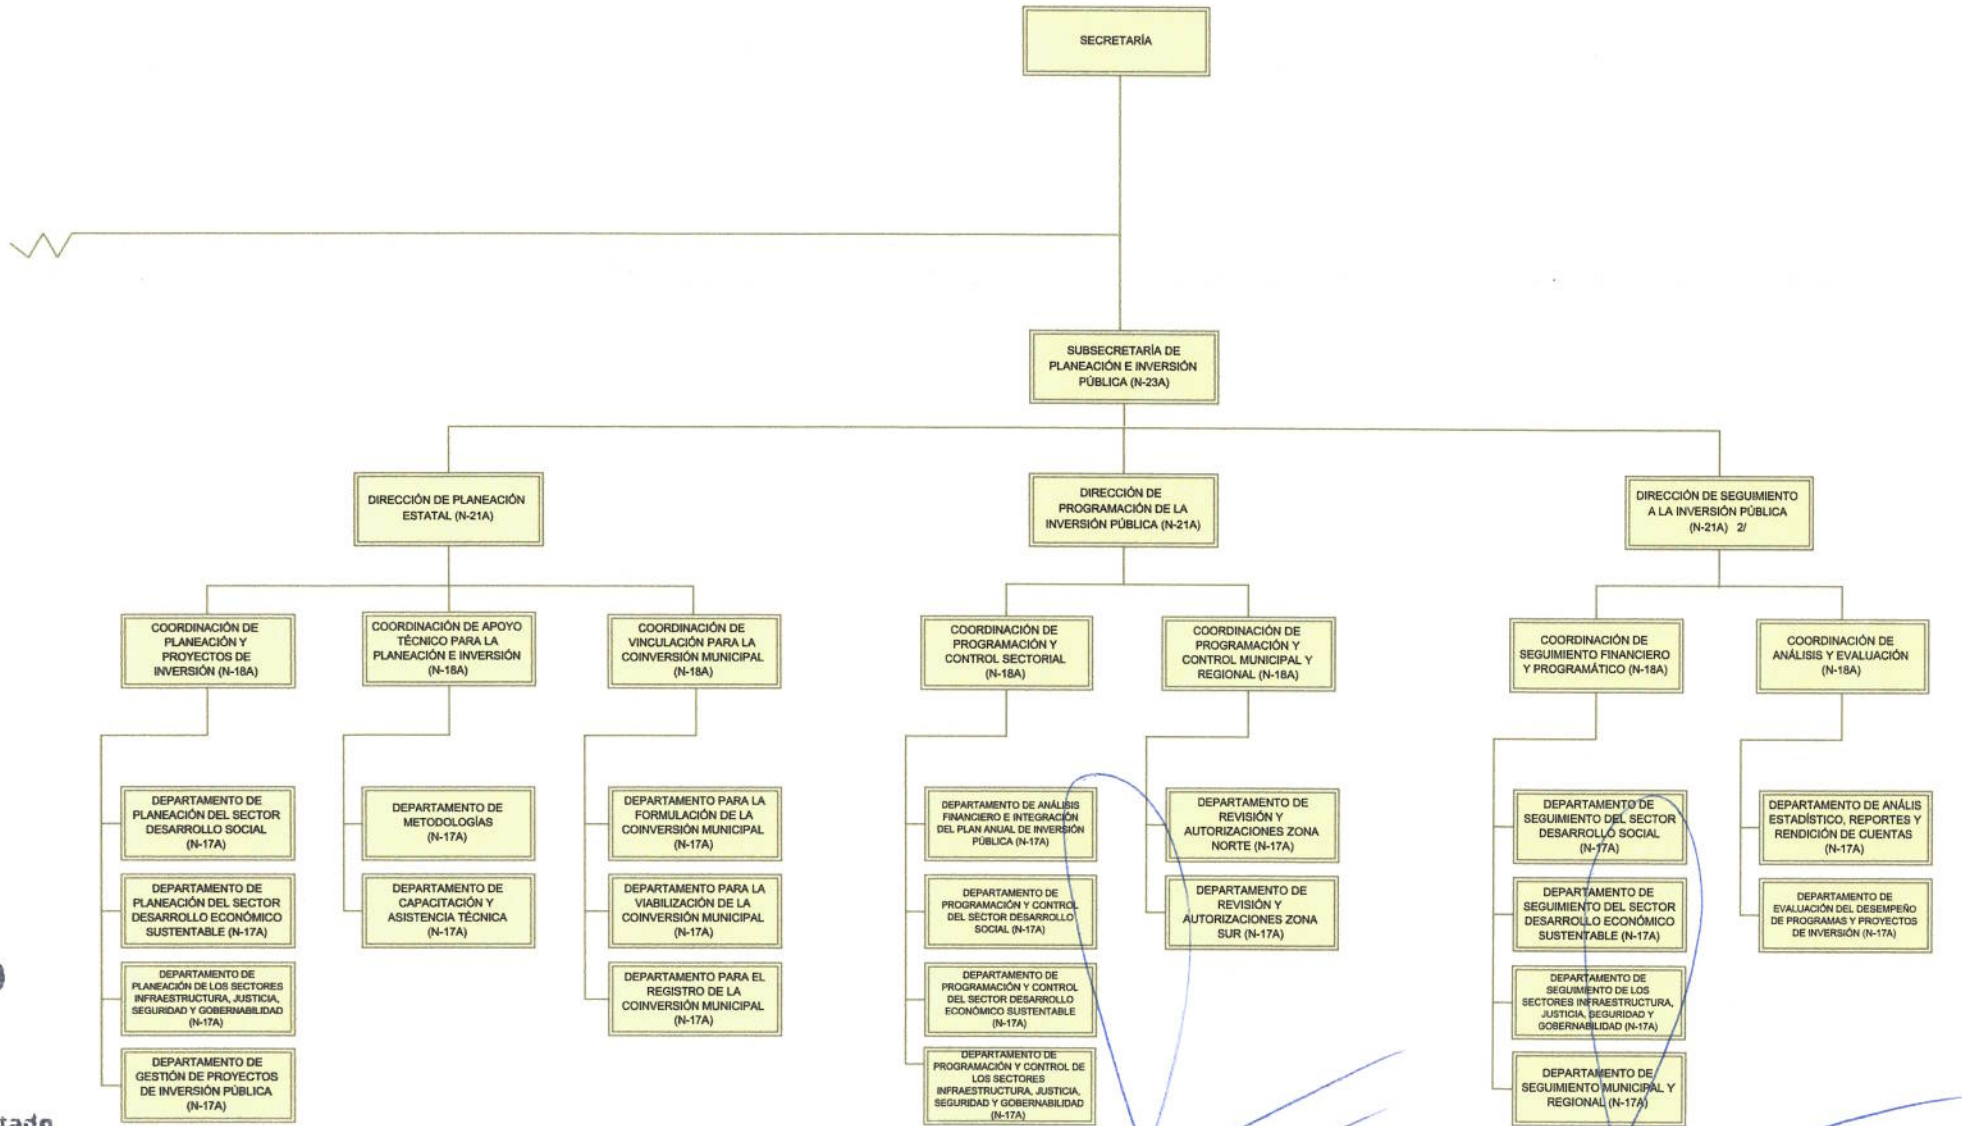 SECRETARÍA
SUBSECRETARÍA DE
PLANEACIÓN E INVERSIÓN
PÚBLICA (N-23A)
DIRECCIÓN DE PLANEACIÓN
ESTATAL (N-21A)
DIRECCIÓN DE
PROGRAMACIÓN DE LA
INVERSIÓN PÚBLICA (N-21A)
DIRECCIÓN DE SEGUIMIENTO
A LA INVERSIÓN PÚBLICA
(N-21A) 2/
COORDINACIÓN DE
PLANEACIÓN Y
PROYECTOS DE
INVERSIÓN (N-18A)
COORDINACIÓN DE APOYO
TÉCNICO PARA LA
PLANEACIÓN E INVERSIÓN
(N-18A)
COORDINACIÓN DE
VINCULACIÓN PARA LA
COINVERSIÓN MUNICIPAL
(N-18A)
COORDINACIÓN DE
PROGRAMACIÓN Y
CONTROL SECTORIAL
(N-18A)
COORDINACIÓN DE
PROGRAMACIÓN Y
CONTROL MUNICIPAL Y
REGIONAL (N-18A)
COORDINACIÓN DE
SEGUIMIENTO FINANCIERO
Y PROGRAMÁTICO (N-18A)
COORDINACIÓN DE
ANÁLISIS Y EVALUACIÓN
(N-18A)
DEPARTAMENTO DE
PLANEACIÓN DEL SECTOR
DESARROLLO SOCIAL
(N-17A)
DEPARTAMENTO DE
METODOLOGÍAS
(N-17A)
DEPARTAMENTO PARA LA
FORMULACIÓN DE LA
COINVERSIÓN MUNICIPAL
(N-17A)
DEPARTAMENTO DE ANÁLISIS
FINANCIERO E INTEGRACIÓN
DEL PLAN ANUAL DE INVERSIÓN
PÚBLICA (N-17A)
DEPARTAMENTO DE
REVISIÓN Y
AUTORIZACIONES ZONA
NORTE (N-17A)
DEPARTAMENTO DE
SEGUIMIENTO DEL SECTOR
DESARROLLO SOCIAL
(N-17A)
DEPARTAMENTO DE ANÁLIS
ESTADÍSTICO, REPORTES Y
RENDICIÓN DE CUENTAS
(N-17A)
DEPARTAMENTO DE
PLANEACIÓN DEL SECTOR
DESARROLLO ECONÓMICO
SUSTENTABLE (N-17A)
DEPARTAMENTO DE
CAPACITACIÓN Y
ASISTENCIA TÉCNICA
(N-17A)
DEPARTAMENTO PARA LA
VIABILIZACIÓN DE LA
COINVERSIÓN MUNICIPAL
(N-17A)
DEPARTAMENTO DE
PROGRAMACIÓN Y CONTROL
DEL SECTOR DESARROLLO
SOCIAL (N-17A)
DEPARTAMENTO DE
REVISIÓN Y
AUTORIZACIONES ZONA
SUR (N-17A)
DEPARTAMENTO DE
SEGUIMIENTO DEL SECTOR
DESARROLLO ECONÓMICO
SUSTENTABLE (N-17A)
DEPARTAMENTO DE
EVALUACIÓN DEL DESEMPEÑO
DE PROGRAMAS Y PROYECTOS
DE INVERSIÓN (N-17A)
DEPARTAMENTO DE
PLANEACIÓN DE LOS SECTORES
INFRAESTRUCTURA, JUSTICIA,
SEGURIDAD Y GOBERNABILIDAD
(N-17A)
DEPARTAMENTO PARA EL
REGISTRO DE LA
COINVERSIÓN MUNICIPAL
(N-17A)
DEPARTAMENTO DE
PROGRAMACIÓN Y CONTROL
DEL SECTOR DESARROLLO
ECONÓMICO SUSTENTABLE
(N-17A)
DEPARTAMENTO DE
SEGUIMIENTO DE LOS
SECTORES INFRAESTRUCTURA,
JUSTICIA, SEGURIDAD Y
GOBERNABILIDAD (N-17A)
DEPARTAMENTO DE
GESTIÓN DE PROYECTOS
DE INVERSIÓN PÚBLICA
(N-17A)
DEPARTAMENTO DE
PROGRAMACIÓN Y CONTROL DE
LOS SECTORES
INFRAESTRUCTURA, JUSTICIA,
SEGURIDAD Y GOBERNABILIDAD
(N-17A)
DEPARTAMENTO DE
SEGUIMIENTO MUNICIPAL Y
REGIONAL (N-17A)